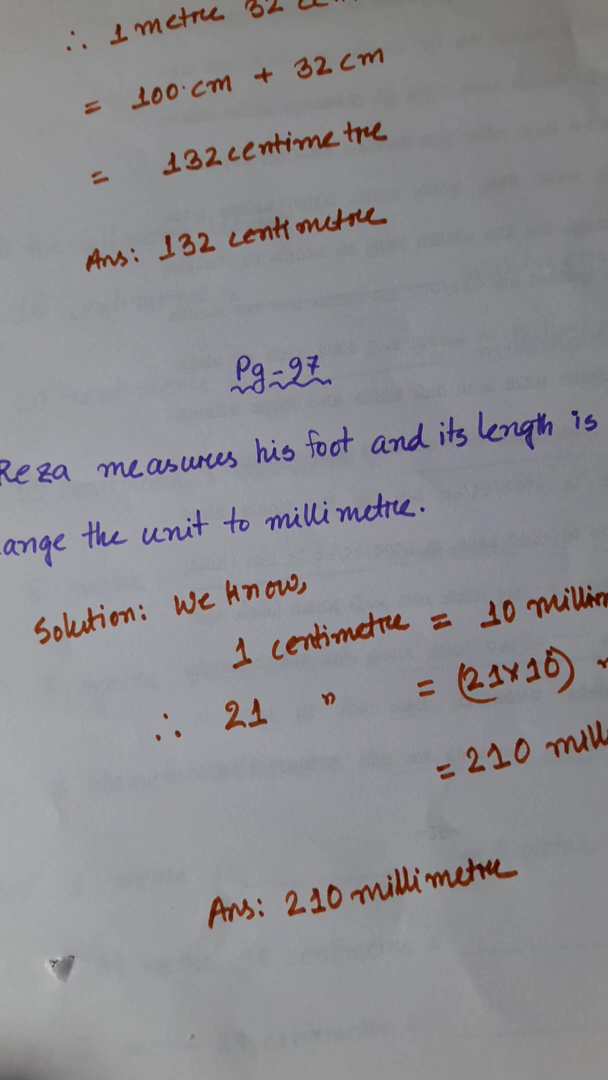 ∴ 1 metre 32 cen
= 100 cm + 32 cm
= 132 centimetre
Ans: 132 centimetre
Pg-97
Reza measures his foot and its length is
ange the unit to millimetre.
Solution: We know,
1 centimetre = 10 millim
∴ 21 " = (21×10)
= 210 mill
Ans: 210 millimetre